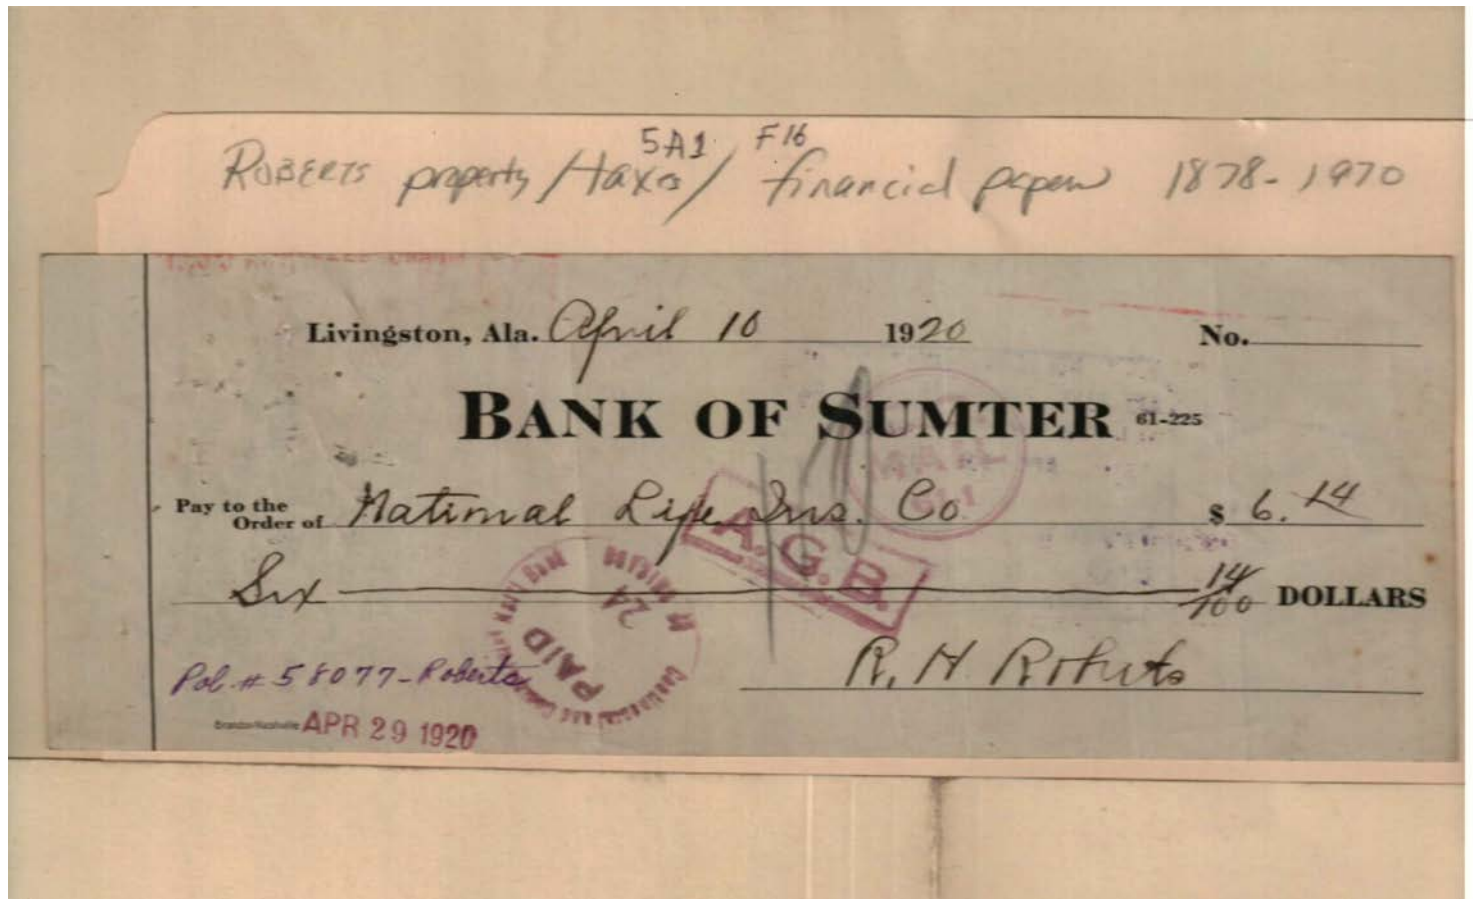 5A1 F16
ROBERTS property/taxes/ financial papers 1878-1970
Livingston, Ala. April 10 1920 No.
BANK OF SUMTER 61-225
Pay to the Order of National Life Ins. Co $ 6.14
Six 14/100 DOLLARS
A.G.B.
PAID
24
R. H Roberts
Pol. # 58077-Roberts
APR 29 1920